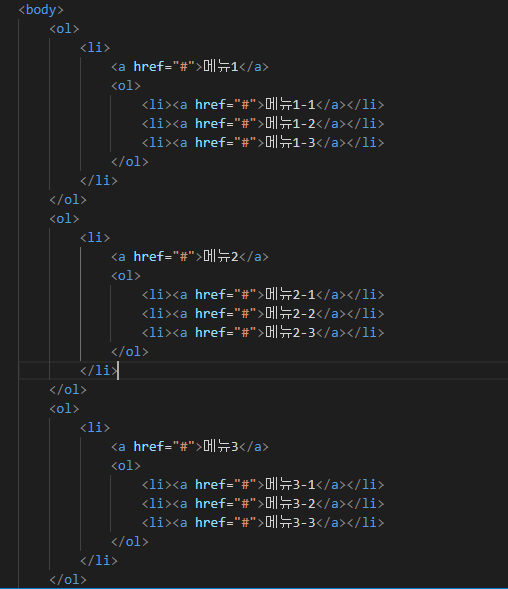 <body>
<ol>
<li>
<a href="#">메뉴1</a>
<ol>
<li><a href="#">메뉴1-1</a></li>
<li><a href="#">메뉴1-2</a></li>
<li><a href="#">메뉴1-3</a></li>
</ol>
</li>
</ol>
<ol>
<li>
<a href="#">메뉴2</a>
<ol>
<li><a href="#">메뉴2-1</a></li>
<li><a href="#">메뉴2-2</a></li>
<li><a href="#">메뉴2-3</a></li>
</ol>
</li>
</ol>
<ol>
<li>
<a href="#">메뉴3</a>
<ol>
<li><a href="#">메뉴3-1</a></li>
<li><a href="#">메뉴3-2</a></li>
<li><a href="#">메뉴3-3</a></li>
</ol>
</li>
</ol>